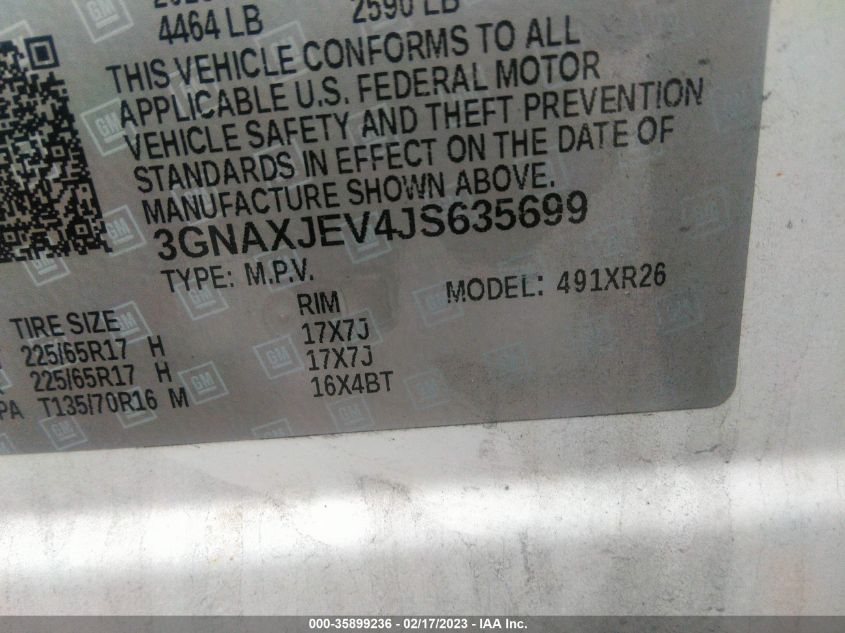 4464 LB 2590 LB
THIS VEHICLE CONFORMS TO ALL
APPLICABLE U.S. FEDERAL MOTOR
VEHICLE SAFETY AND THEFT PREVENTION
STANDARDS IN EFFECT ON THE DATE OF
MANUFACTURE SHOWN ABOVE.
3GNAXJEV4JS635699
TYPE: M.P.V. MODEL: 491XR26
TIRE SIZE RIM
225/65R17 H 17X7J
225/65R17 H 17X7J
PA T135/70R16 M 16X4BT
GM
000-35899236 - 02/17/2023 - IAA Inc.